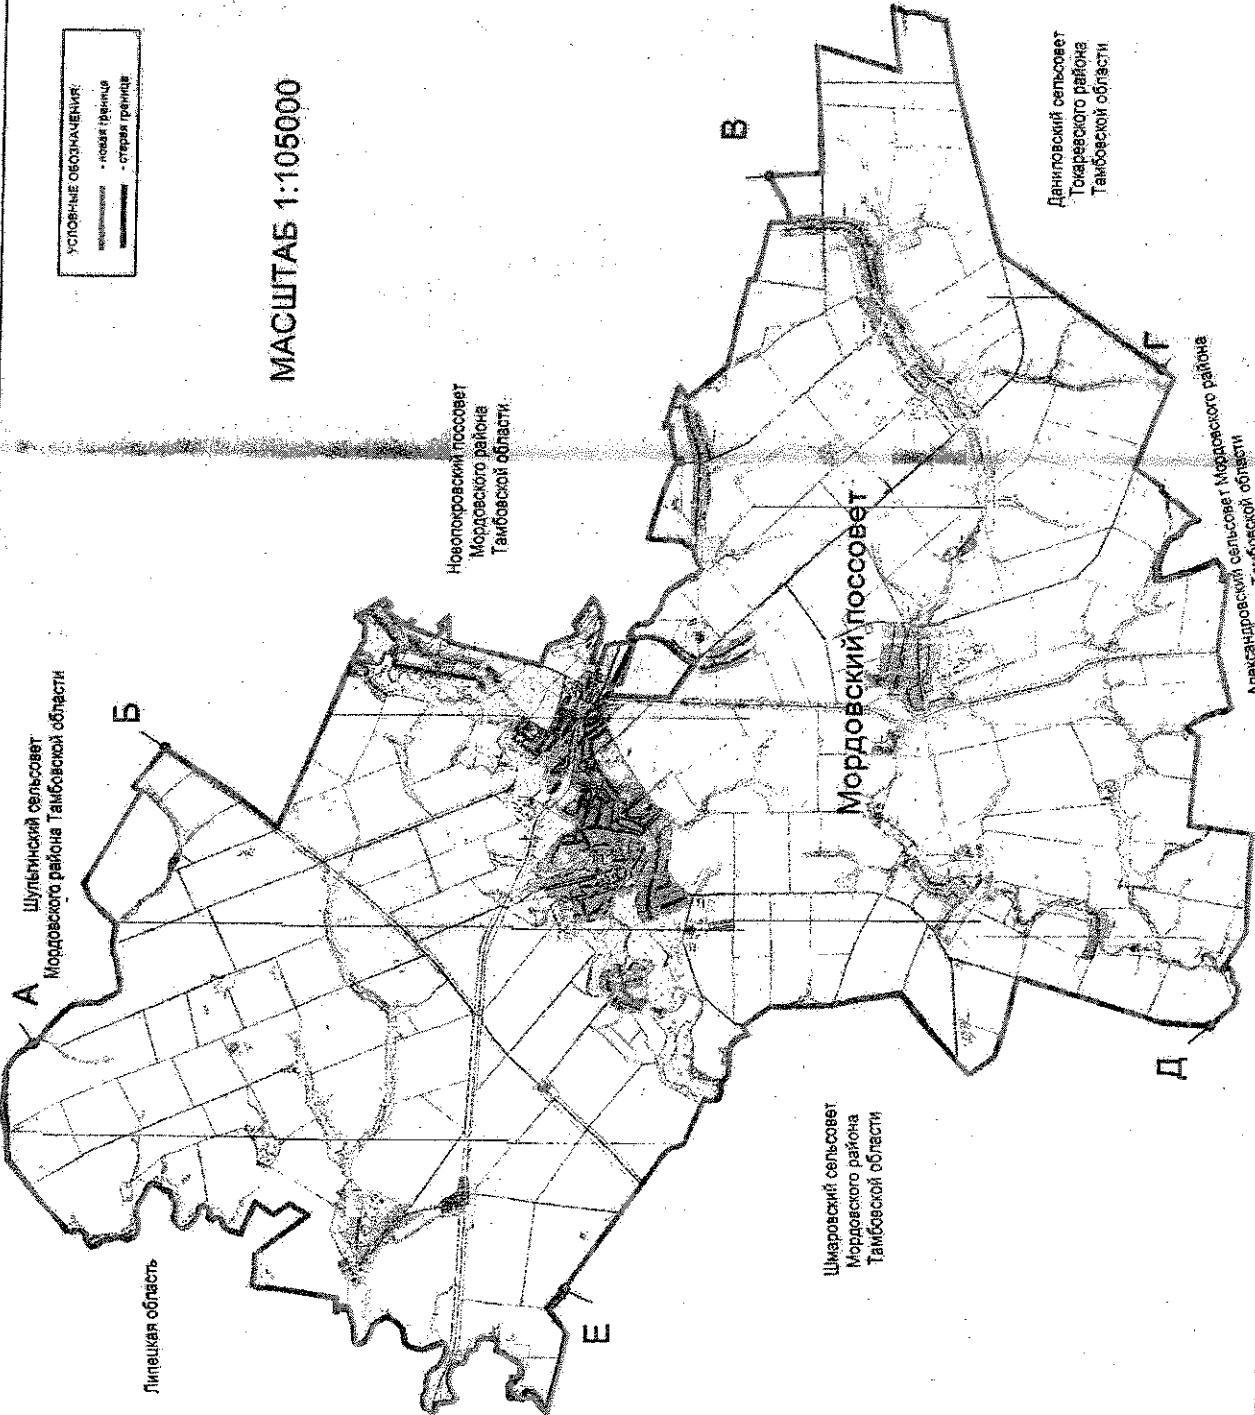 УСЛОВНЫЕ ОБОЗНАЧЕНИЯ:
- новая граница
- старая граница
МАСШТАБ 1:105000
Шульгинский сельсовет
Мордовского района Тамбовской области
А
Б
Липецкая область
Новопокровский поссовет
Мордовского района
Тамбовской области
В
Даниловский сельсовет
Токаревского района
Тамбовской области
Г
Мордовский поссовет
Александровский сельсовет Мордовского района
Тамбовской области
Е
Шмаровский сельсовет
Мордовского района
Тамбовской области
Д